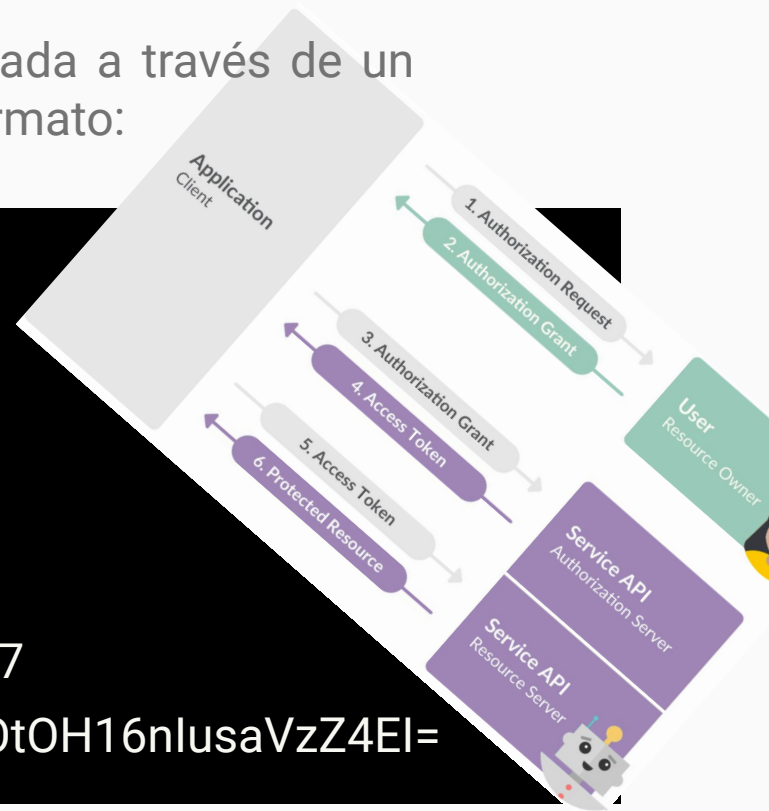 ada a través de un
rmato:
Application
Client
1. Authorization Request
2. Authorization Grant
3. Authorization Grant
4. Access Token
5. Access Token
6. Protected Resource
User
Resource Owner
Service API
Authorization Server
Service API
Resource Server
7
OtOH16nIusaVzZ4EI=